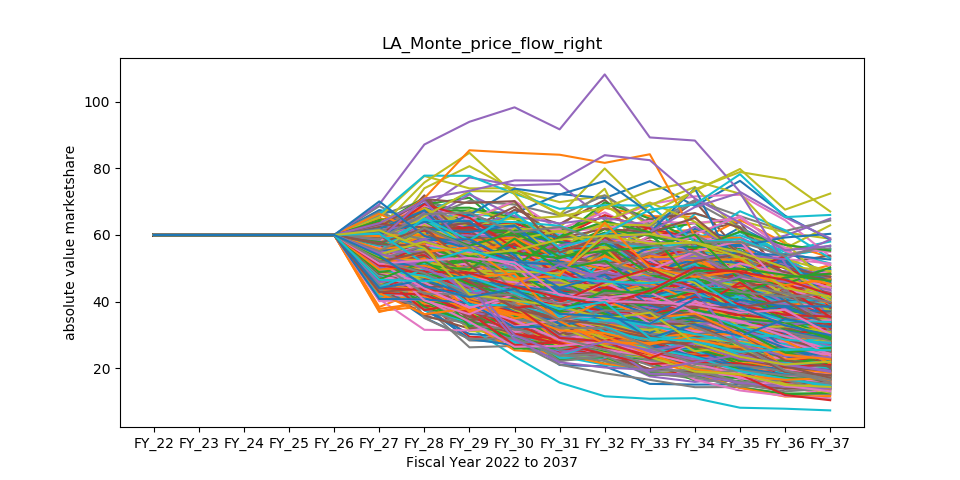 LA_Monte_price_flow_right
absolute value marketshare
100
80
60
40
20
FY_22 FY_23 FY_24 FY_25 FY_26 FY_27 FY_28 FY_29 FY_30 FY_31 FY_32 FY_33 FY_34 FY_35 FY_36 FY_37
Fiscal Year 2022 to 2037